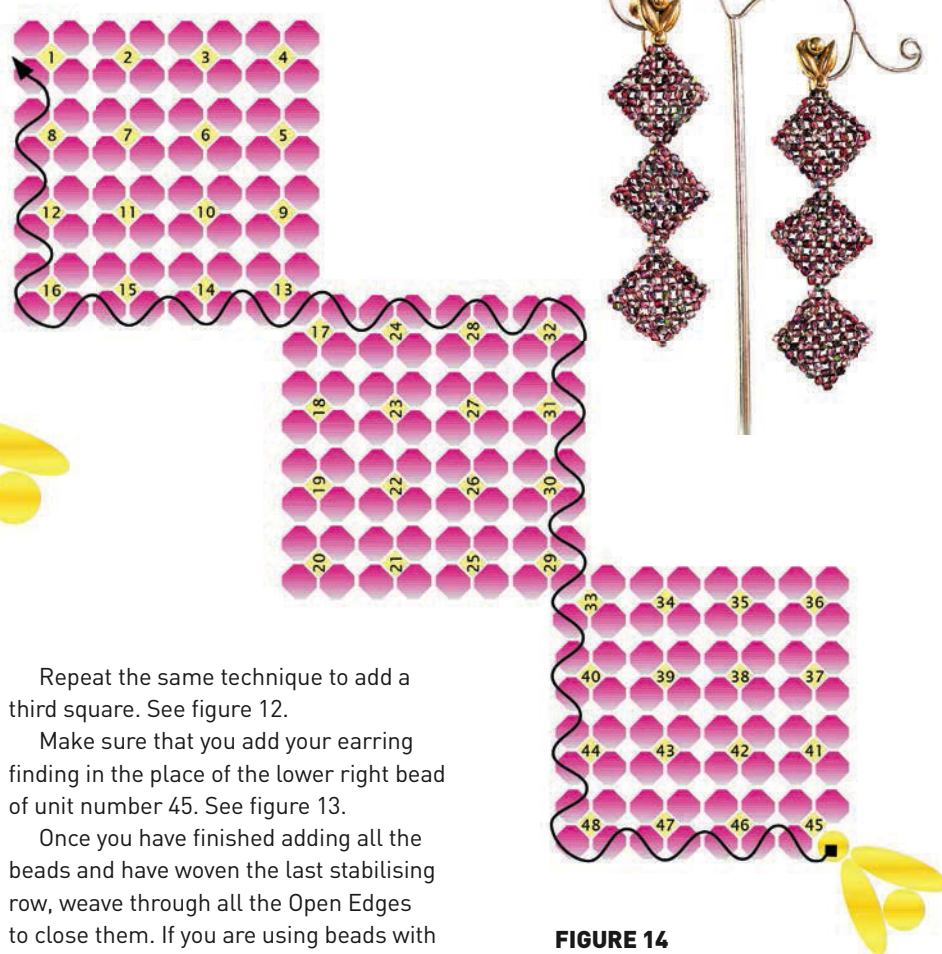 1 2 3 4
8 7 6 5
12 11 10 9
16 15 14 13
17 24 28 32
18 23 27 31
19 22 26 30
20 21 25 29
33 34 35 36
40 39 38 37
44 43 42 41
48 47 46 45
Repeat the same technique to add a
third square. See figure 12.
Make sure that you add your earring
finding in the place of the lower right bead
of unit number 45. See figure 13.
Once you have finished adding all the
beads and have woven the last stabilising
row, weave through all the Open Edges
to close them. If you are using beads with
FIGURE 14